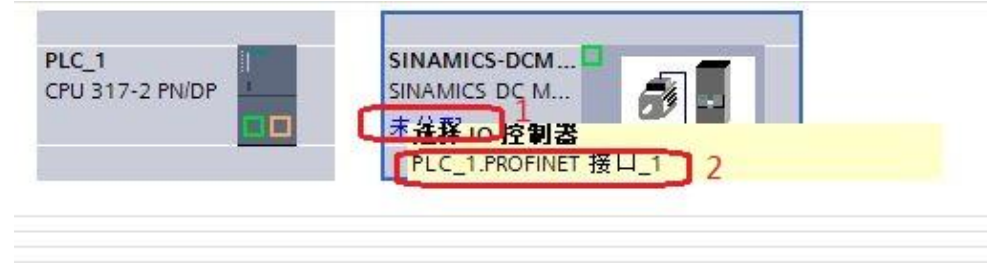 PLC_1
CPU 317-2 PN/DP
SINAMICS-DCM...
SINAMICS DC M...
1
未分配
选择 IO 控制器
PLC_1.PROFINET 接口_1
2